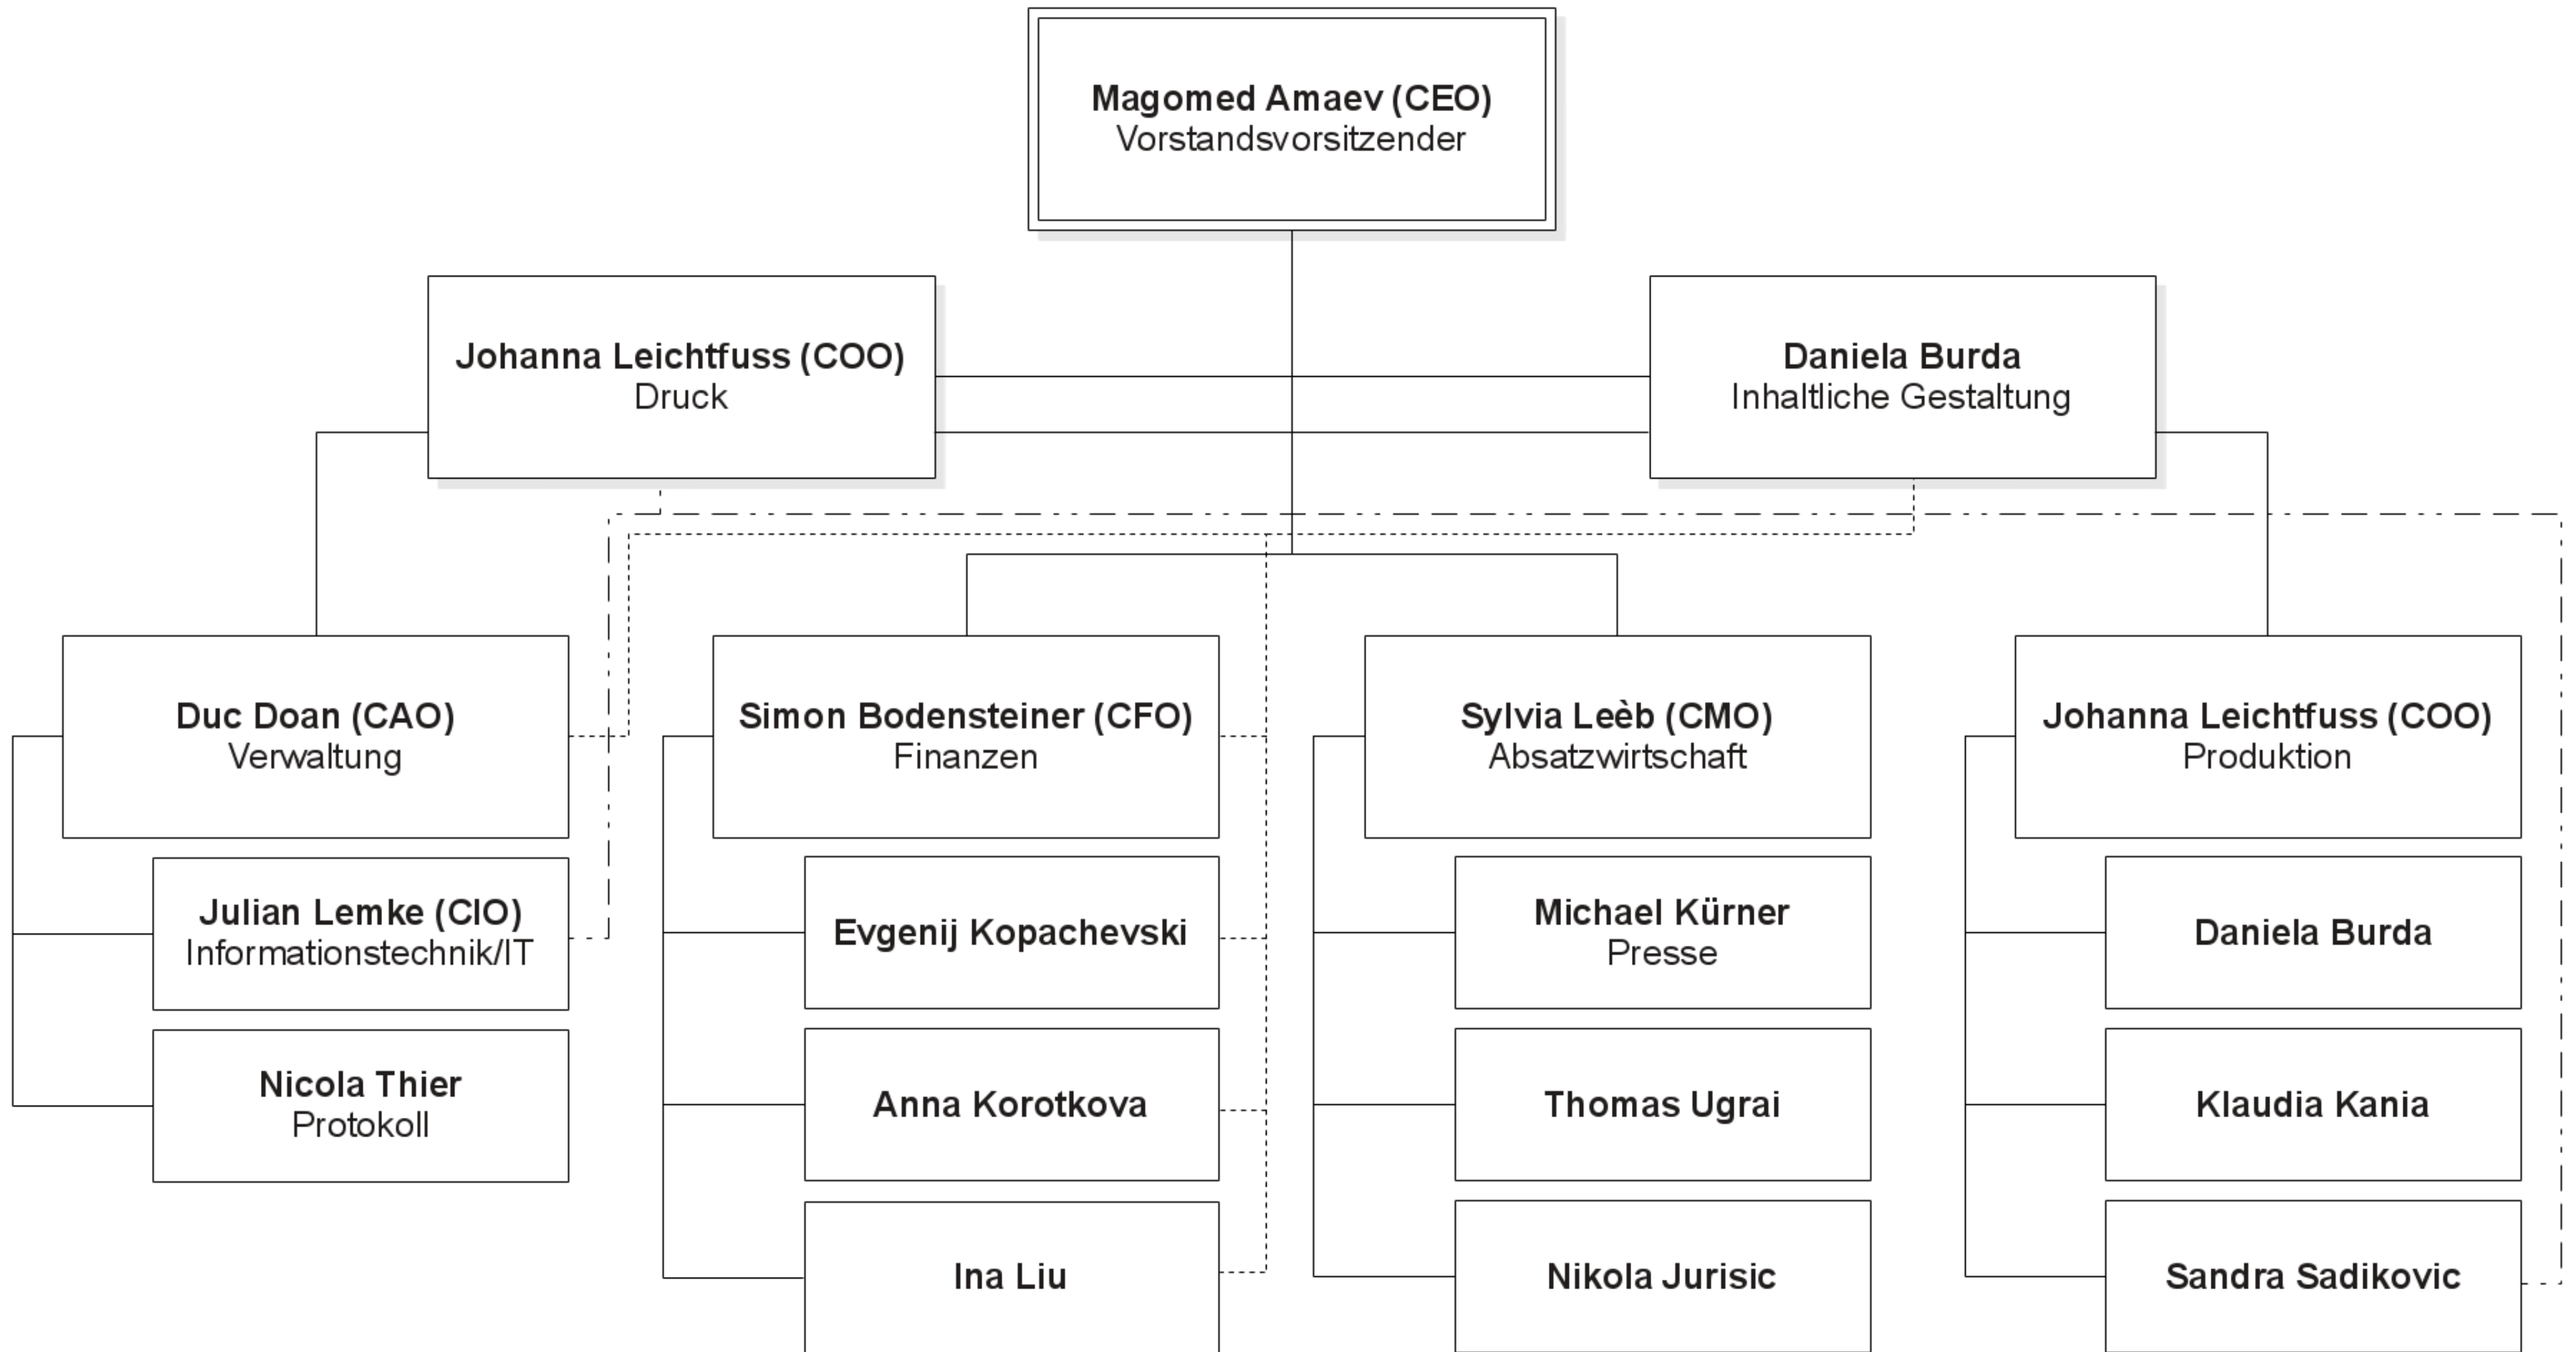 Magomed Amaev (CEO)
Vorstandsvorsitzender
Johanna Leichtfuss (COO)
Druck
Daniela Burda
Inhaltliche Gestaltung
Duc Doan (CAO)
Verwaltung
Julian Lemke (CIO)
Informationstechnik/IT
Nicola Thier
Protokoll
Simon Bodensteiner (CFO)
Finanzen
Evgenij Kopachevski
Anna Korotkova
Ina Liu
Sylvia Leèb (CMO)
Absatzwirtschaft
Michael Kürner
Presse
Thomas Ugrai
Nikola Jurisic
Johanna Leichtfuss (COO)
Produktion
Daniela Burda
Klaudia Kania
Sandra Sadikovic